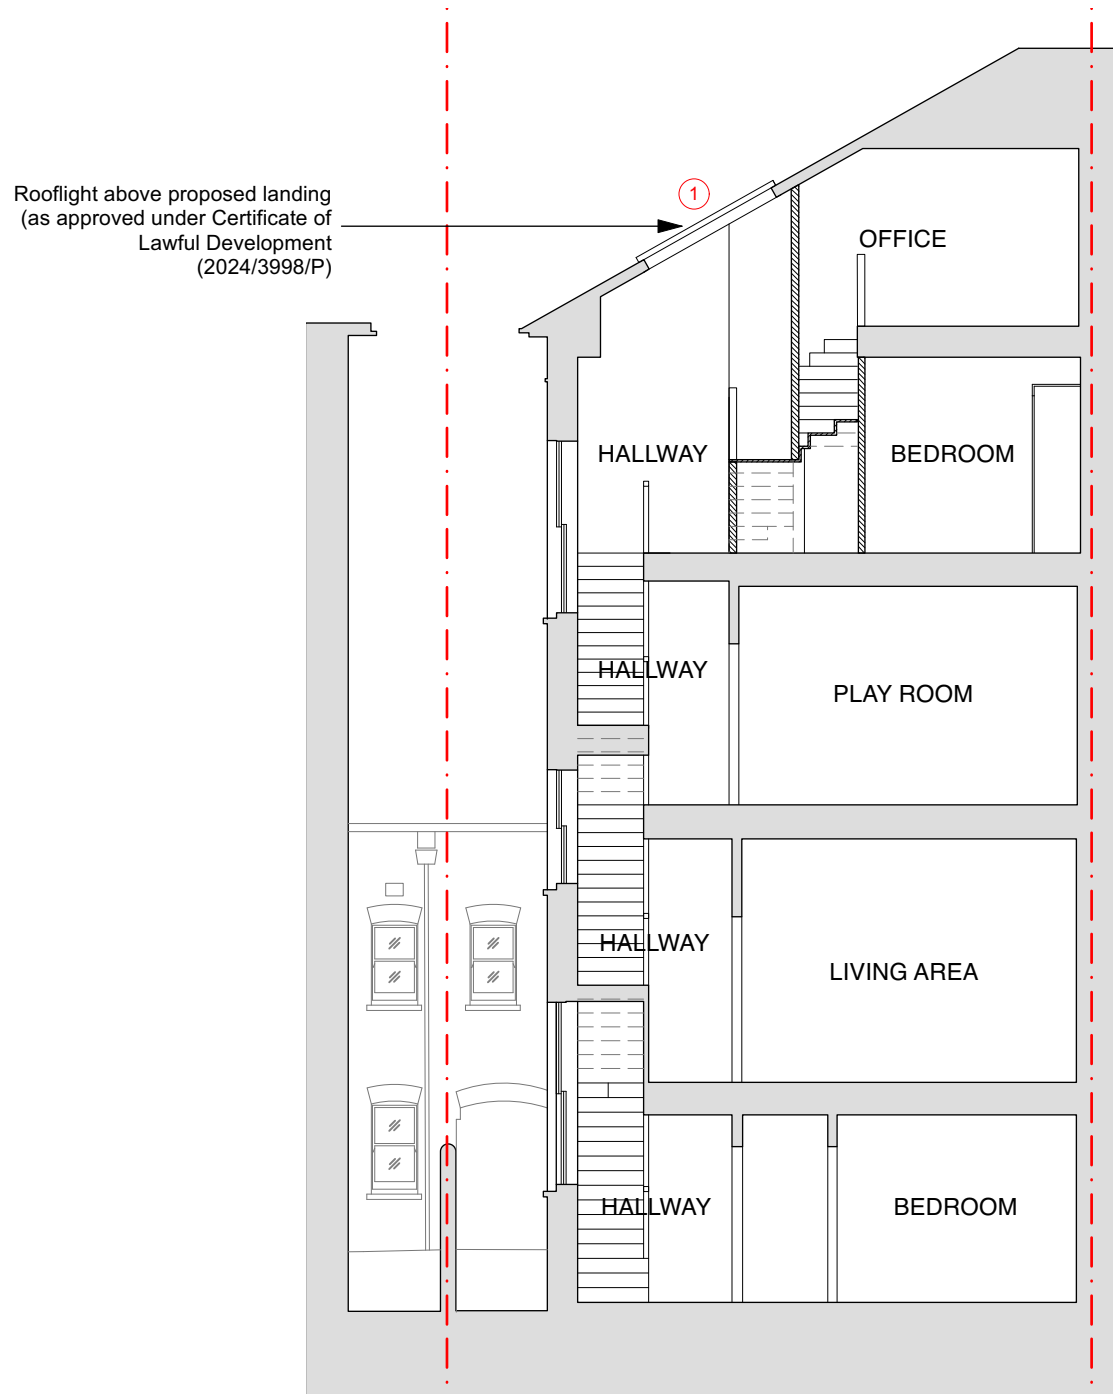 Rooflight above proposed landing
(as approved under Certificate of
Lawful Development
(2024/3998/P)
1
OFFICE
HALLWAY
BEDROOM
HALLWAY
PLAY ROOM
HALLWAY
LIVING AREA
HALLWAY
BEDROOM